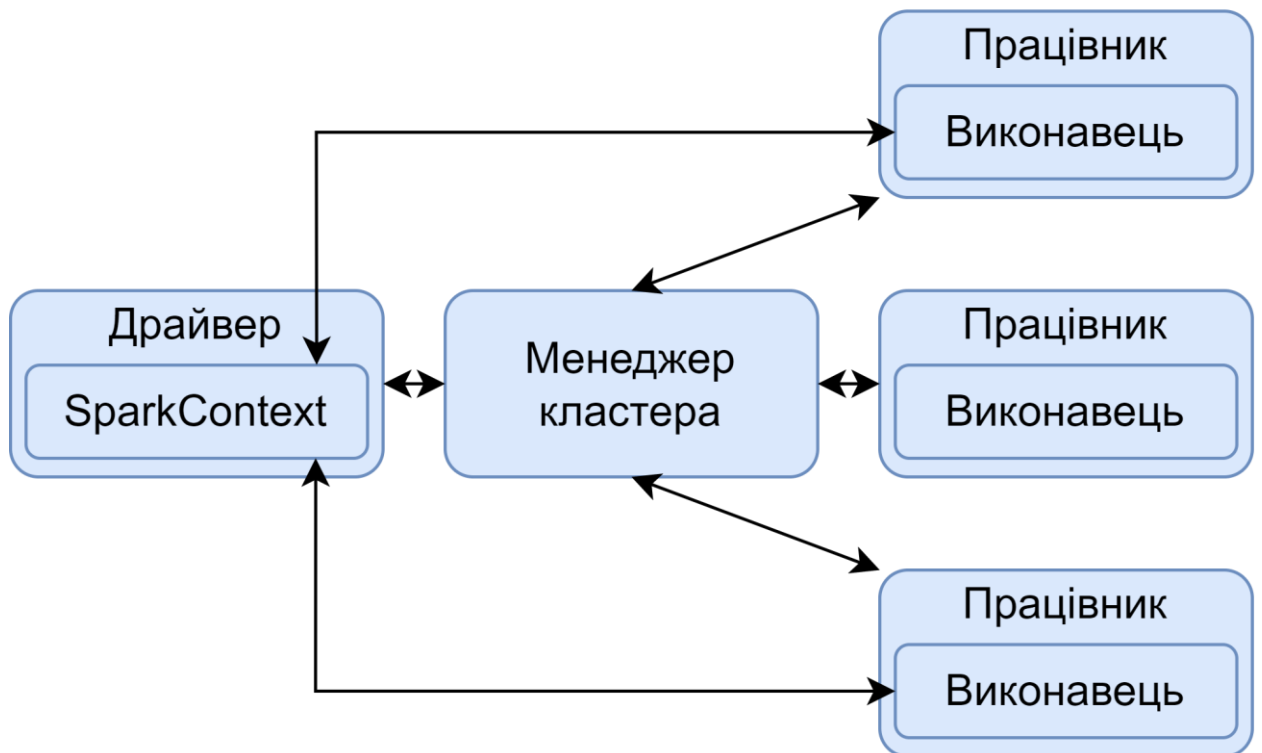 Працівник
Виконавець
Драйвер
SparkContext
Менеджер
кластера
Працівник
Виконавець
Працівник
Виконавець